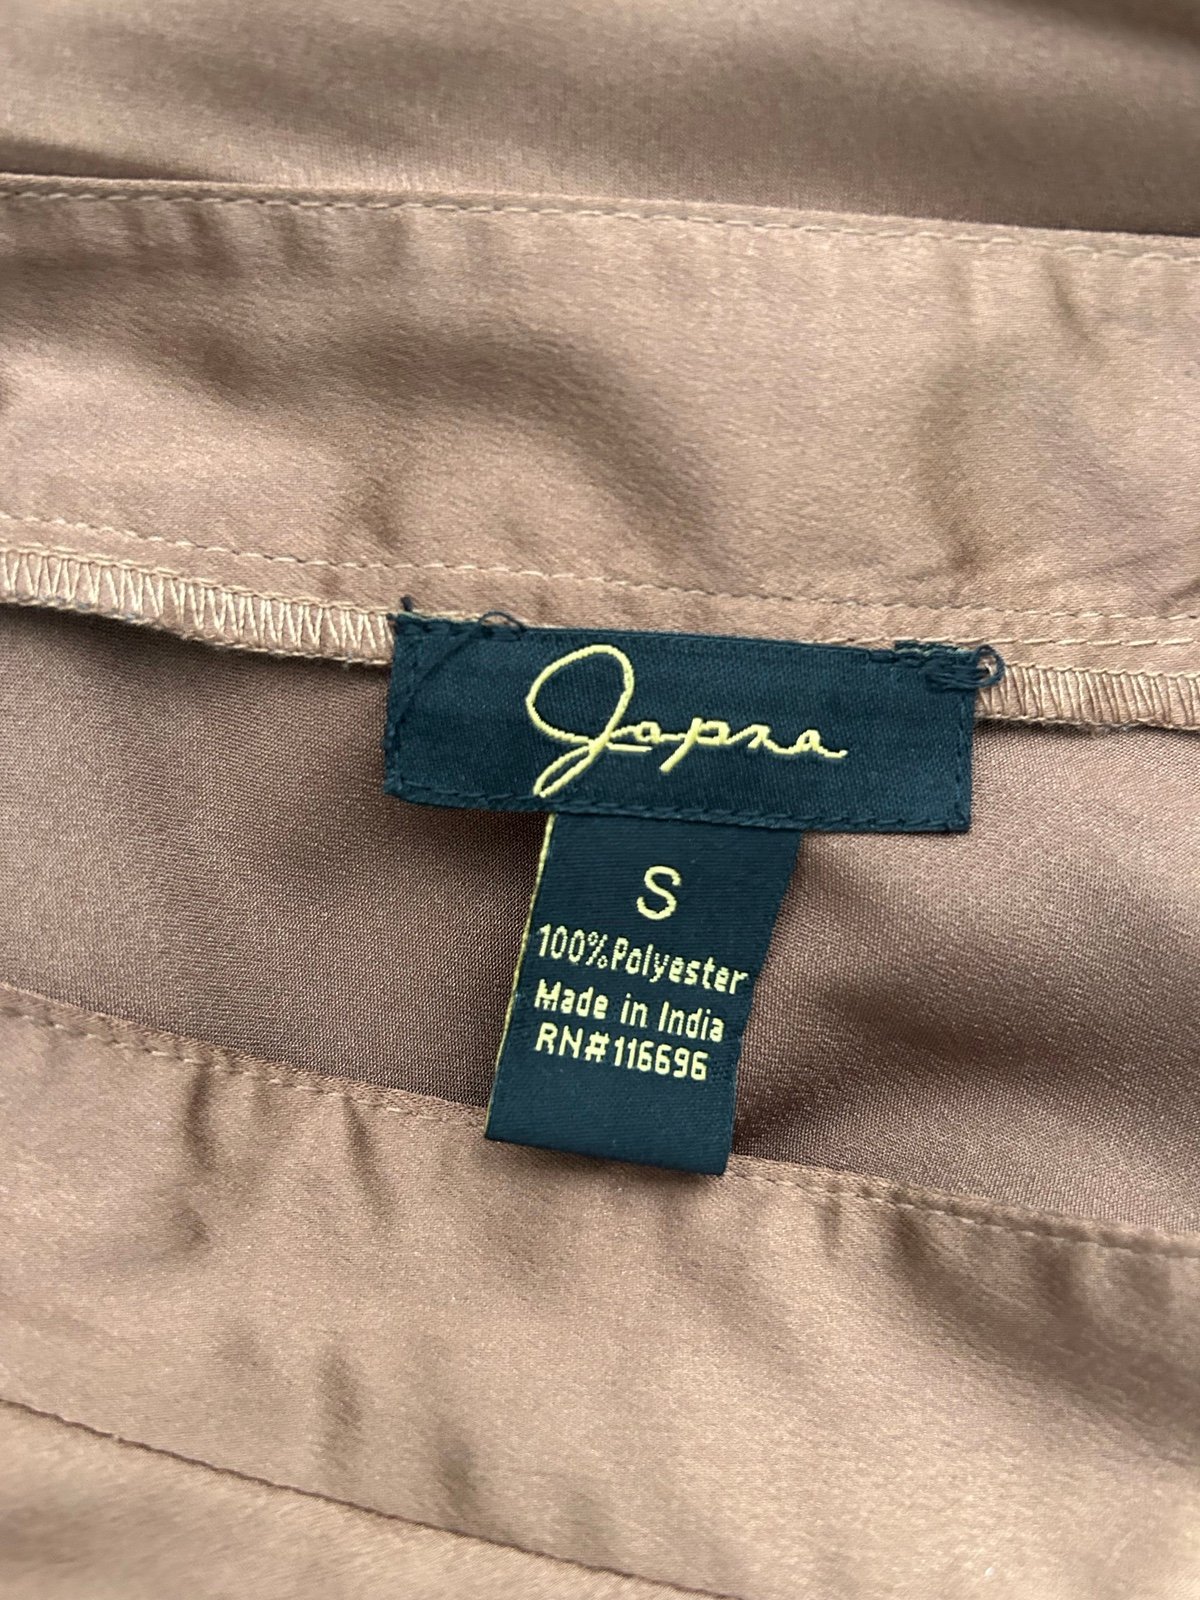 Japna
S
100%Polyester
Made in India
RN#116696